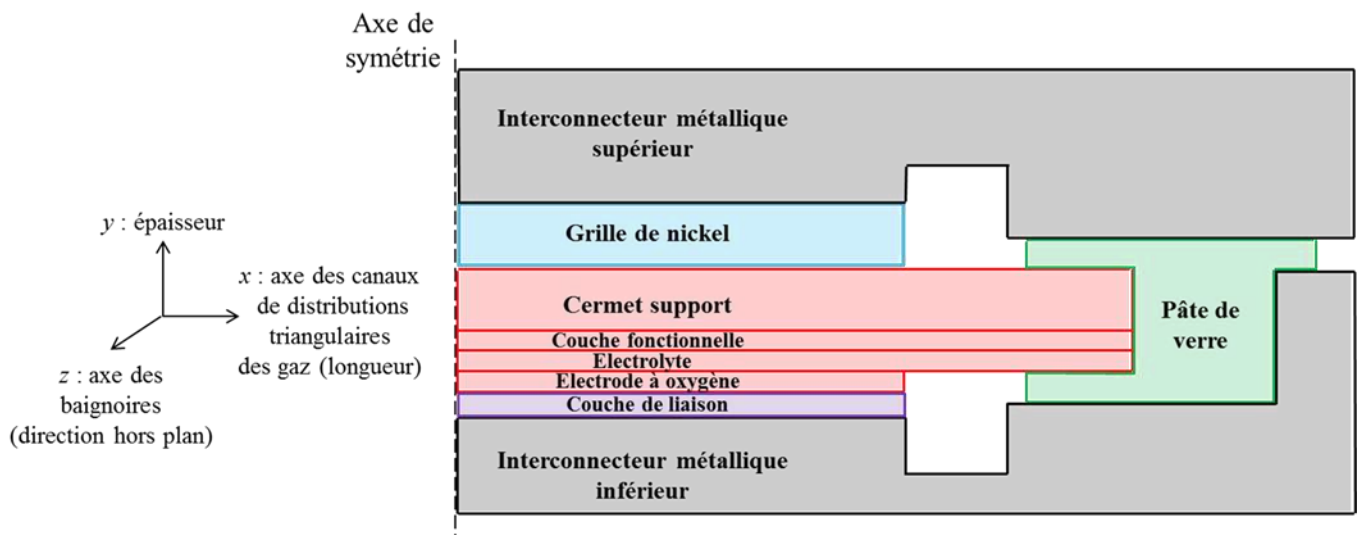 Axe de
symétrie
Interconnecteur métallique
supérieur
y : épaisseur
Grille de nickel
x : axe des canaux
de distributions
triangulaires
des gaz (longueur)
Cermet support
Pâte de
verre
Couche fonctionnelle
Electrolyte
z : axe des
baignoires
(direction hors plan)
Electrode à oxygène
Couche de liaison
Interconnecteur métallique
inférieur